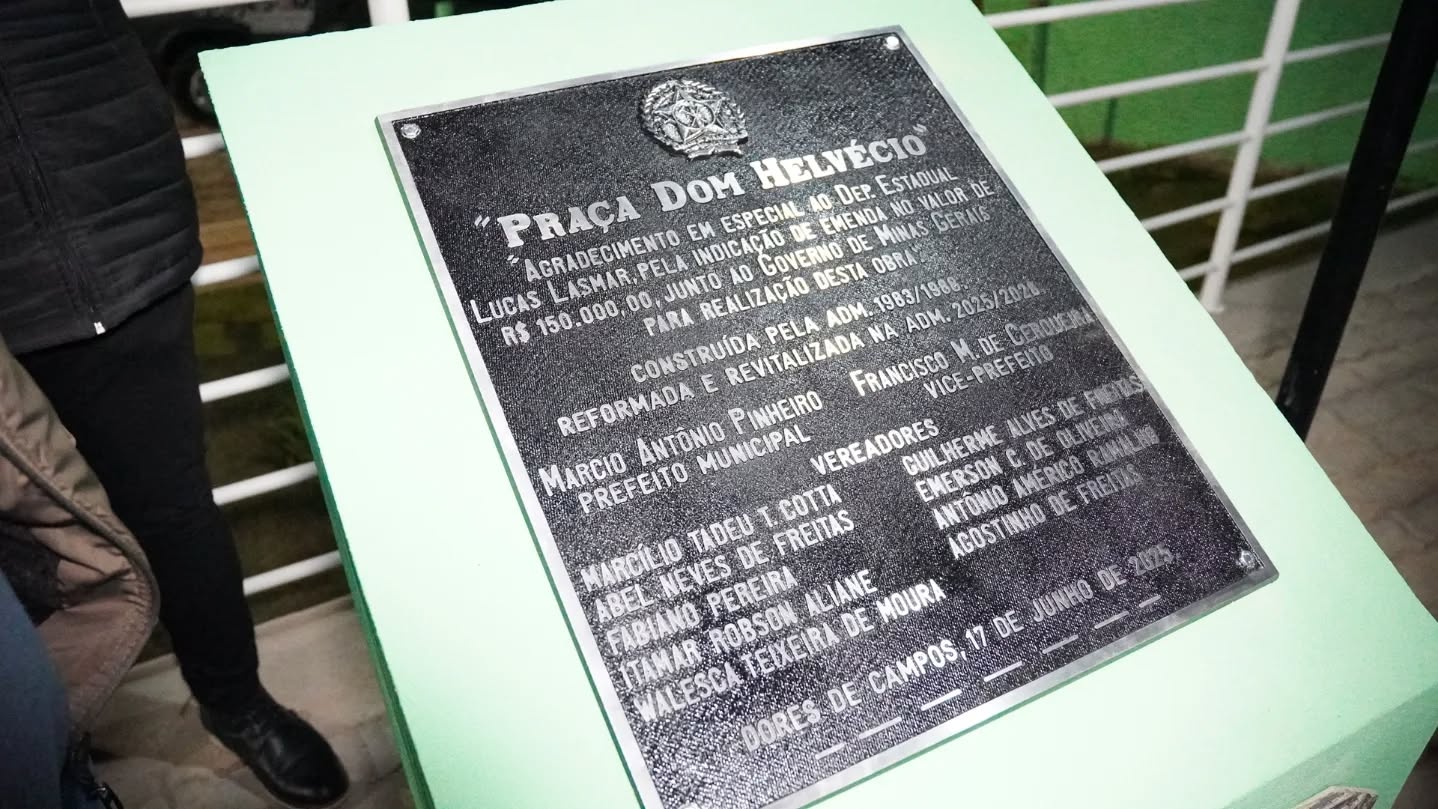 "PRAÇA DOM HELVÉCIO"
"AGRADECIMENTO EM ESPECIAL AO DEP. ESTADUAL
LUCAS LASMAR, PELA INDICAÇÃO DE EMENDA NO VALOR DE
R$ 150.000,00, JUNTO AO GOVERNO DE MINAS GERAIS
PARA REALIZAÇÃO DESTA OBRA"
CONSTRUÍDA PELA ADM. 1983/1988.
REFORMADA E REVITALIZADA NA ADM. 2025/2028.
MARCIO ANTÔNIO PINHEIRO FRANCISCO M. DE CERQUEIRA
PREFEITO MUNICIPAL VICE-PREFEITO
VEREADORES
MARCÍLIO TADEU T. COTTA GUILHERME ALVES DE FREITAS
ABEL NEVES DE FREITAS EMERSON C. DE OLIVEIRA
FABIANO PEREIRA ANTÔNIO AMÉRICO RAMALHO
ITAMAR ROBSON ALIANE AGOSTINHO DE FREITAS
WALESCA TEIXEIRA DE MOURA
DORES DE CAMPOS, 17 DE JUNHO DE 2025.